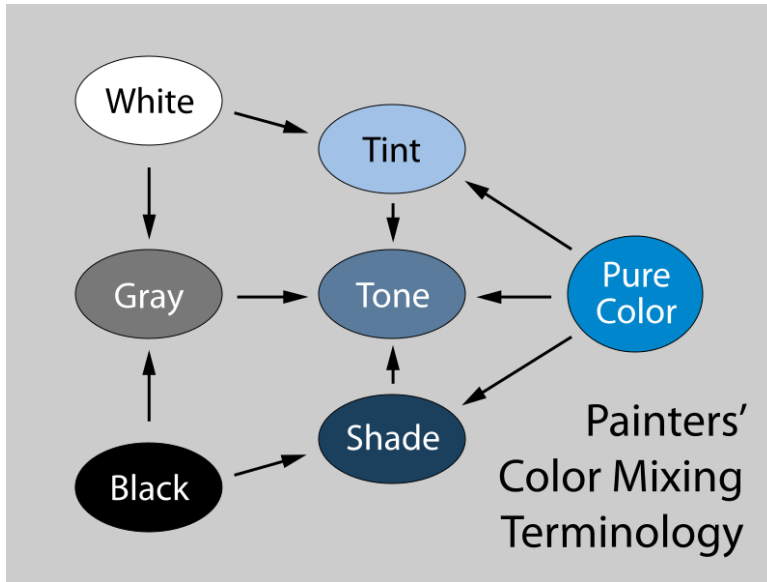 White
Tint
Gray
Tone
Pure
Color
Black
Shade
Painters’
Color Mixing
Terminology